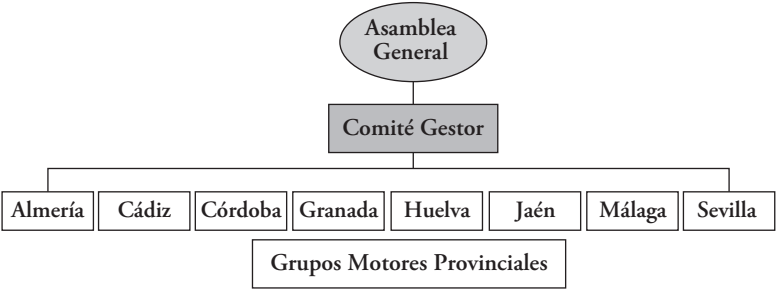 Asamblea
General
Comité Gestor
Almería Cádiz Córdoba Granada Huelva Jaén Málaga Sevilla
Grupos Motores Provinciales